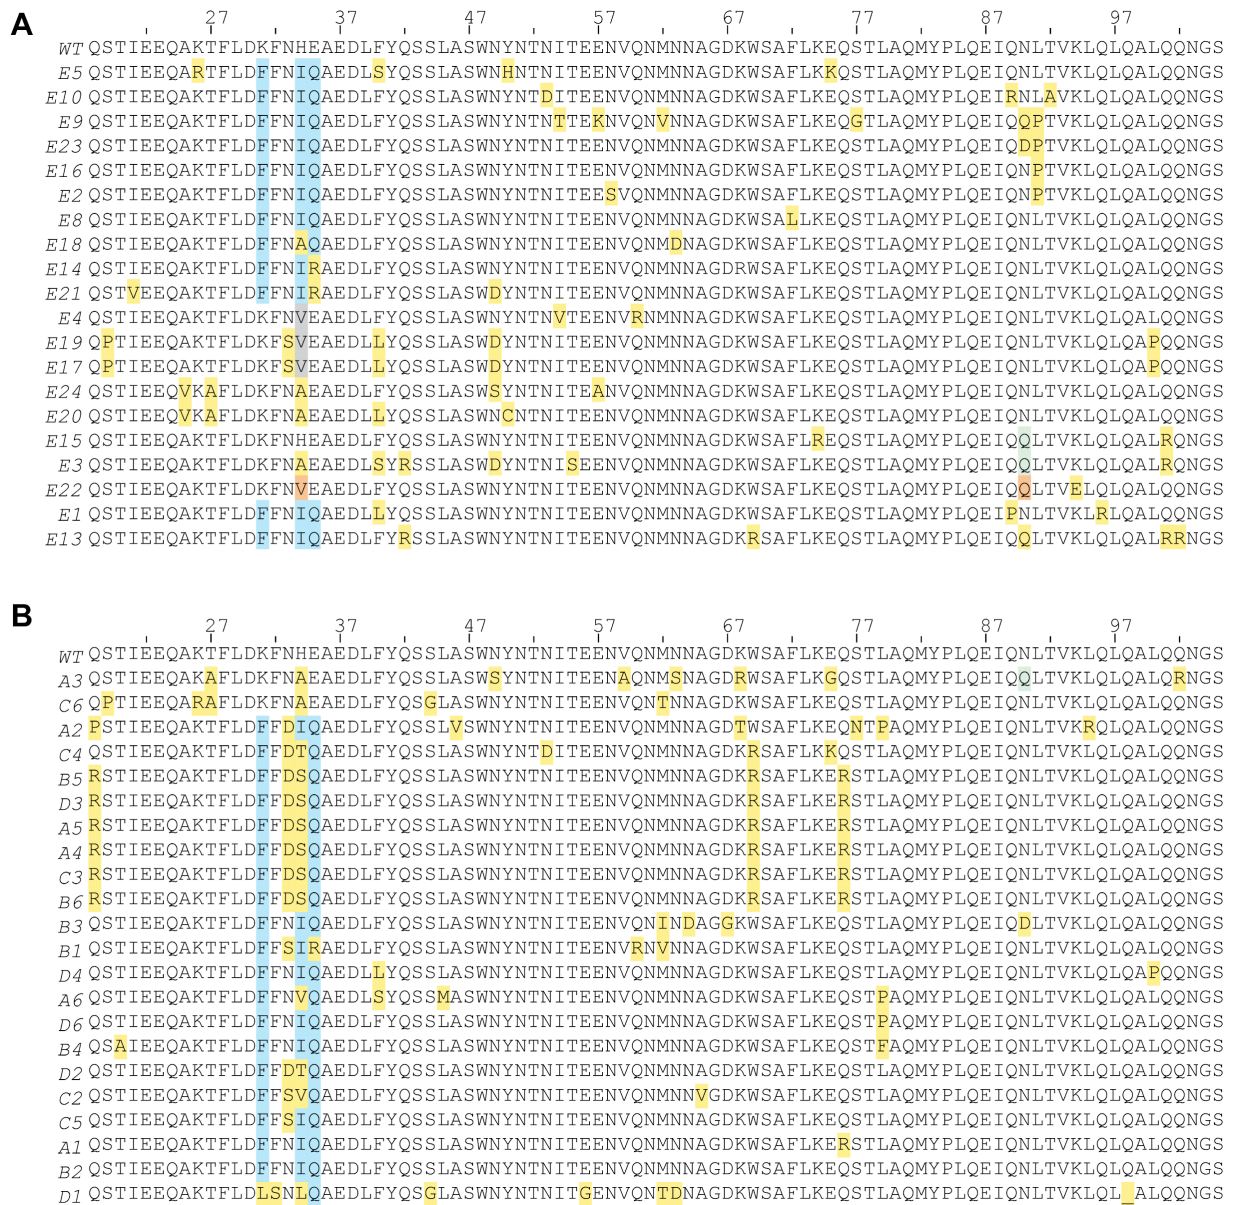 A
27 37 47 57 67 77 87 97
WT QSTIEEQAKTFLDKFNHEAEDLFYQSSLASWNYNTNITEENVQNMNNAGDKWSAFLKEQSTLAQMYPLQEIQNLTVKLQLQALQQNGS
E5 QSTIEEQARTFLDFFNIQAEDLSYQSSLASWNHNTNITEENVQNMNNAGDKWSAFLKKQSTLAQMYPLQEIQNLTVKLQLQALQQNGS
E10 QSTIEEQAKTFLDFFNIQAEDLFYQSSLASWNYNTDITEENVQNMNNAGDKWSAFLKEQSTLAQMYPLQEIRNLAVKLQLQALQQNGS
E9 QSTIEEQAKTFLDFFNIQAEDLFYQSSLASWNYNTNTTEKNVQNVNNAGDKWSAFLKEQGTLAQMYPLQEIQQPTVKLQLQALQQNGS
E23 QSTIEEQAKTFLDFFNIQAEDLFYQSSLASWNYNTNITEENVQNMNNAGDKWSAFLKEQSTLAQMYPLQEIQDPTVKLQLQALQQNGS
E16 QSTIEEQAKTFLDFFNIQAEDLFYQSSLASWNYNTNITEENVQNMNNAGDKWSAFLKEQSTLAQMYPLQEIQNPTVKLQLQALQQNGS
E2 QSTIEEQAKTFLDFFNIQAEDLFYQSSLASWNYNTNITEESVQNMNNAGDKWSAFLKEQSTLAQMYPLQEIQNPTVKLQLQALQQNGS
E8 QSTIEEQAKTFLDFFNIQAEDLFYQSSLASWNYNTNITEENVQNMNNAGDKWSALLKEQSTLAQMYPLQEIQNLTVKLQLQALQQNGS
E18 QSTIEEQAKTFLDFFNAQAEDLFYQSSLASWNYNTNITEENVQNMDNAGDKWSAFLKEQSTLAQMYPLQEIQNLTVKLQLQALQQNGS
E14 QSTIEEQAKTFLDFFNIRAEDLFYQSSLASWNYNTNITEENVQNMNNAGDRWSAFLKEQSTLAQMYPLQEIQNLTVKLQLQALQQNGS
E21 QSTVEEQAKTFLDFFNIRAEDLFYQSSLASWDYNTNITEENVQNMNNAGDKWSAFLKEQSTLAQMYPLQEIQNLTVKLQLQALQQNGS
E4 QSTIEEQAKTFLDKFNVEAEDLFYQSSLASWNYNTNVTEENVRNMNNAGDKWSAFLKEQSTLAQMYPLQEIQNLTVKLQLQALQQNGS
E19 QPTIEEQAKTFLDKFSVEAEDLLYQSSLASWDYNTNITEENVQNMNNAGDKWSAFLKEQSTLAQMYPLQEIQNLTVKLQLQAPQQNGS
E17 QPTIEEQAKTFLDKFSVEAEDLLYQSSLASWDYNTNITEENVQNMNNAGDKWSAFLKEQSTLAQMYPLQEIQNLTVKLQLQAPQQNGS
E24 QSTIEEQVKAFLDKFNAEAEDLFYQSSLASWSYNTNITEANVQNMNNAGDKWSAFLKEQSTLAQMYPLQEIQNLTVKLQLQALQQNGS
E20 QSTIEEQVKAFLDKFNAEAEDLLYQSSLASWNCNTNITEENVQNMNNAGDKWSAFLKEQSTLAQMYPLQEIQNLTVKLQLQALQQNGS
E15 QSTIEEQAKTFLDKFNHEAEDLFYQSSLASWNYNTNITEENVQNMNNAGDKWSAFLREQSTLAQMYPLQEIQQLTVKLQLQALRQNGS
E3 QSTIEEQAKTFLDKFNAEAEDLSYRSSLASWDYNTNISEENVQNMNNAGDKWSAFLKEQSTLAQMYPLQEIQQLTVKLQLQALRQNGS
E22 QSTIEEQAKTFLDKFNVEAEDLFYQSSLASWNYNTNITEENVQNMNNAGDKWSAFLKEQSTLAQMYPLQEIQQLTVELQLQALQQNGS
E1 QSTIEEQAKTFLDFFNIQAEDLLYQSSLASWNYNTNITEENVQNMNNAGDKWSAFLKEQSTLAQMYPLQEIPNLTVKLRLQALQQNGS
E13 QSTIEEQAKTFLDFFNIQAEDLFYRSSLASWNYNTNITEENVQNMNNAGDKRSAFLKEQSTLAQMYPLQEIQQLTVKLQLQALRRNGS
B
27 37 47 57 67 77 87 97
WT QSTIEEQAKTFLDKFNHEAEDLFYQSSLASWNYNTNITEENVQNMNNAGDKWSAFLKEQSTLAQMYPLQEIQNLTVKLQLQALQQNGS
A3 QSTIEEQAKAFLDKFNAEAEDLFYQSSLASWSYNTNITEENAQNMSNAGDRWSAFLKGQSTLAQMYPLQEIQQLTVKLQLQALQRNGS
C6 QPTIEEQARAFLDKFNAEAEDLFYQSGLASWNYNTNITEENVQNTNNAGDKWSAFLKEQSTLAQMYPLQEIQNLTVKLQLQALQQNGS
A2 PSTIEEQAKTFLDFFDIQAEDLFYQSSLVSWNYNTNITEENVQNMNNAGDTWSAFLKEQNTPAQMYPLQEIQNLTVKRQLQALQQNGS
C4 QSTIEEQAKTFLDFFDTQAEDLFYQSSLASWNYNTDITEENVQNMNNAGDKRSAFLKKQSTLAQMYPLQEIQNLTVKLQLQALQQNGS
B5 RSTIEEQAKTFLDFFDSQAEDLFYQSSLASWNYNTNITEENVQNMNNAGDKRSAFLKERSTLAQMYPLQEIQNLTVKLQLQALQQNGS
D3 RSTIEEQAKTFLDFFDSQAEDLFYQSSLASWNYNTNITEENVQNMNNAGDKRSAFLKERSTLAQMYPLQEIQNLTVKLQLQALQQNGS
A5 RSTIEEQAKTFLDFFDSQAEDLFYQSSLASWNYNTNITEENVQNMNNAGDKRSAFLKERSTLAQMYPLQEIQNLTVKLQLQALQQNGS
A4 RSTIEEQAKTFLDFFDSQAEDLFYQSSLASWNYNTNITEENVQNMNNAGDKRSAFLKERSTLAQMYPLQEIQNLTVKLQLQALQQNGS
C3 RSTIEEQAKTFLDFFDSQAEDLFYQSSLASWNYNTNITEENVQNMNNAGDKRSAFLKERSTLAQMYPLQEIQNLTVKLQLQALQQNGS
B6 RSTIEEQAKTFLDFFDSQAEDLFYQSSLASWNYNTNITEENVQNMNNAGDKRSAFLKERSTLAQMYPLQEIQNLTVKLQLQALQQNGS
B3 QSTIEEQAKTFLDFFNIQAEDLFYQSSLASWNYNTNITEENVQNINDAGGKWSAFLKEQSTLAQMYPLQEIQDLTVKLQLQALQQNGS
B1 QSTIEEQAKTFLDFFSIRAEDLFYQSSLASWNYNTNITEENVRNVNNAGDKWSAFLKEQSTLAQMYPLQEIQNLTVKLQLQALQQNGS
D4 QSTIEEQAKTFLDFFNIQAEDLLYQSSLASWNYNTNITEENVQNMNNAGDKWSAFLKEQSTLAQMYPLQEIQNLTVKLQLQAPQQNGS
A6 QSTIEEQAKTFLDFFNVQAEDLSYQSSMASWNYNTNITEENVQNMNNAGDKWSAFLKEQSTPAQMYPLQEIQNLTVKLQLQALQQNGS
D6 QSTIEEQAKTFLDFFNIQAEDLFYQSSLASWNYNTNITEENVQNMNNAGDKWSAFLKEQSTPAQMYPLQEIQNLTVKLQLQALQQNGS
B4 QSAIEEQAKTFLDFFNIQAEDLFYQSSLASWNYNTNITEENVQNMNNAGDKWSAFLKEQSTFAQMYPLQEIQNLTVKLQLQALQQNGS
D2 QSTIEEQAKTFLDFFDTQAEDLFYQSSLASWNYNTNITEENVQNMNNAGDKWSAFLKEQSTLAQMYPLQEIQNLTVKLQLQALQQNGS
C2 QSTIEEQAKTFLDFFSVQAEDLFYQSSLASWNYNTNITEENVQNMNNVGDKWSAFLKEQSTLAQMYPLQEIQNLTVKLQLQALQQNGS
C5 QSTIEEQAKTFLDFFSIQAEDLFYQSSLASWNYNTNITEENVQNMNNAGDKWSAFLKEQSTLAQMYPLQEIQNLTVKLQLQALQQNGS
A1 QSTIEEQAKTFLDFFNIQAEDLFYQSSLASWNYNTNITEENVQNMNNAGDKWSAFLKERSTLAQMYPLQEIQNLTVKLQLQALQQNGS
B2 QSTIEEQAKTFLDFFNIQAEDLFYQSSLASWNYNTNITEENVQNMNNAGDKWSAFLKEQSTLAQMYPLQEIQNLTVKLQLQALQQNGS
D1 QSTIEEQAKTFLDLSNLQAEDLFYQSGLASWNYNTNITGENVQNTDNAGDKWSAFLKEQSTLAQMYPLQEIQNLTVKLQL_ALQQNGS